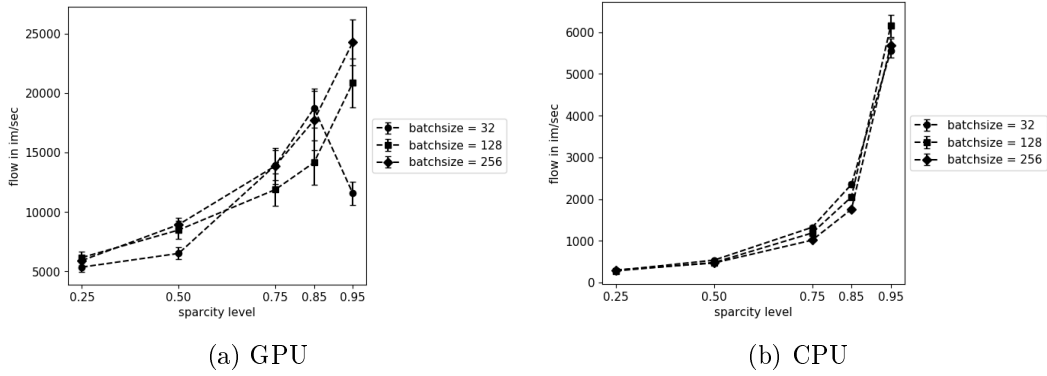 25000
20000
15000
10000
5000
flow in im/sec
0.25 0.50 0.75 0.85 0.95
sparcity level
batchsize = 32
batchsize = 128
batchsize = 256
(a) GPU
6000
5000
4000
3000
2000
1000
0
flow in im/sec
0.25 0.50 0.75 0.85 0.95
sparcity level
batchsize = 32
batchsize = 128
batchsize = 256
(b) CPU